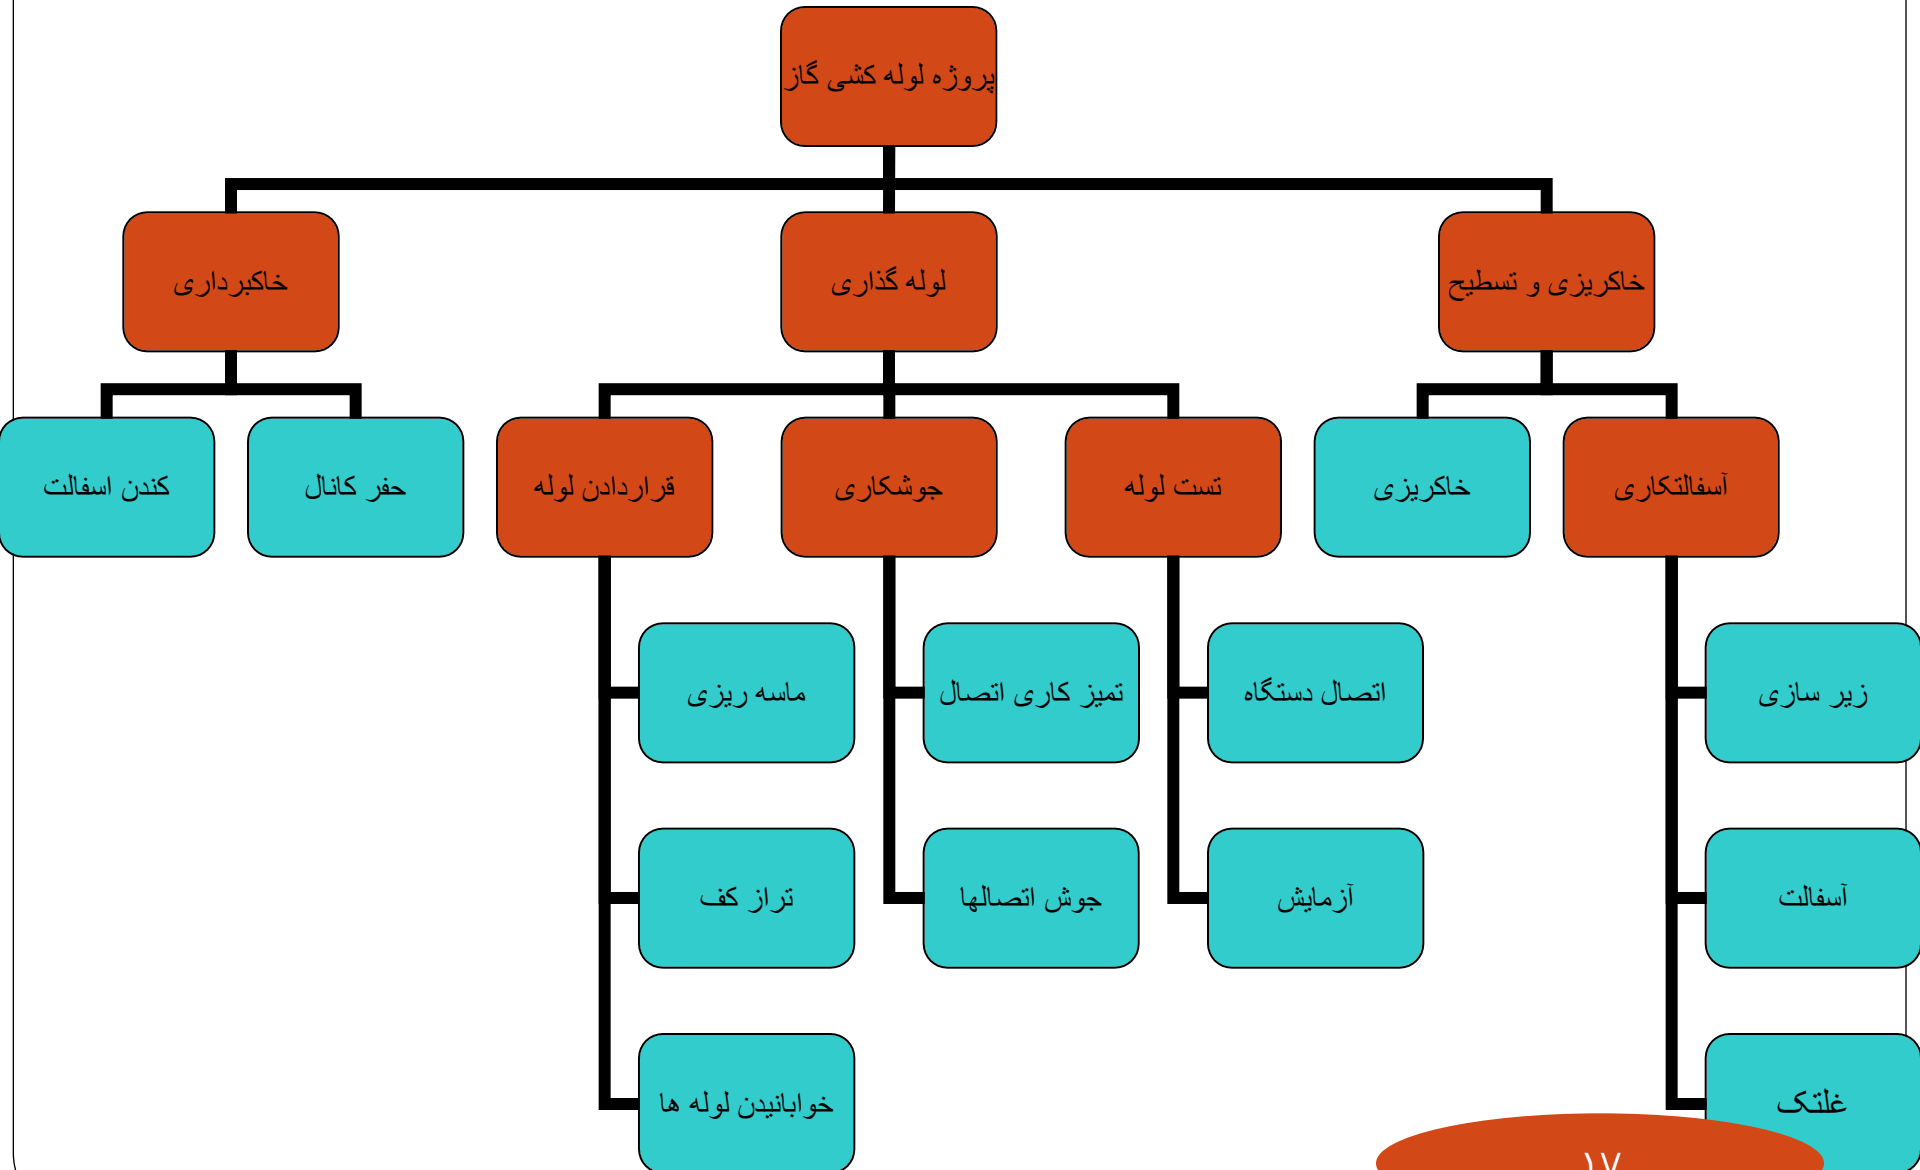 پروژه لوله کشی گاز
خاکبرداری
لوله گذاری
خاکریزی و تسطیح
کندن اسفالت
حفر کانال
قراردادن لوله
جوشکاری
تست لوله
خاکریزی
آسفالتکاری
ماسه ریزی
تمیز کاری اتصال
اتصال دستگاه
زیر سازی
تراز کف
جوش اتصالها
آزمایش
آسفالت
خوابانیدن لوله ها
غلتک
۱۷